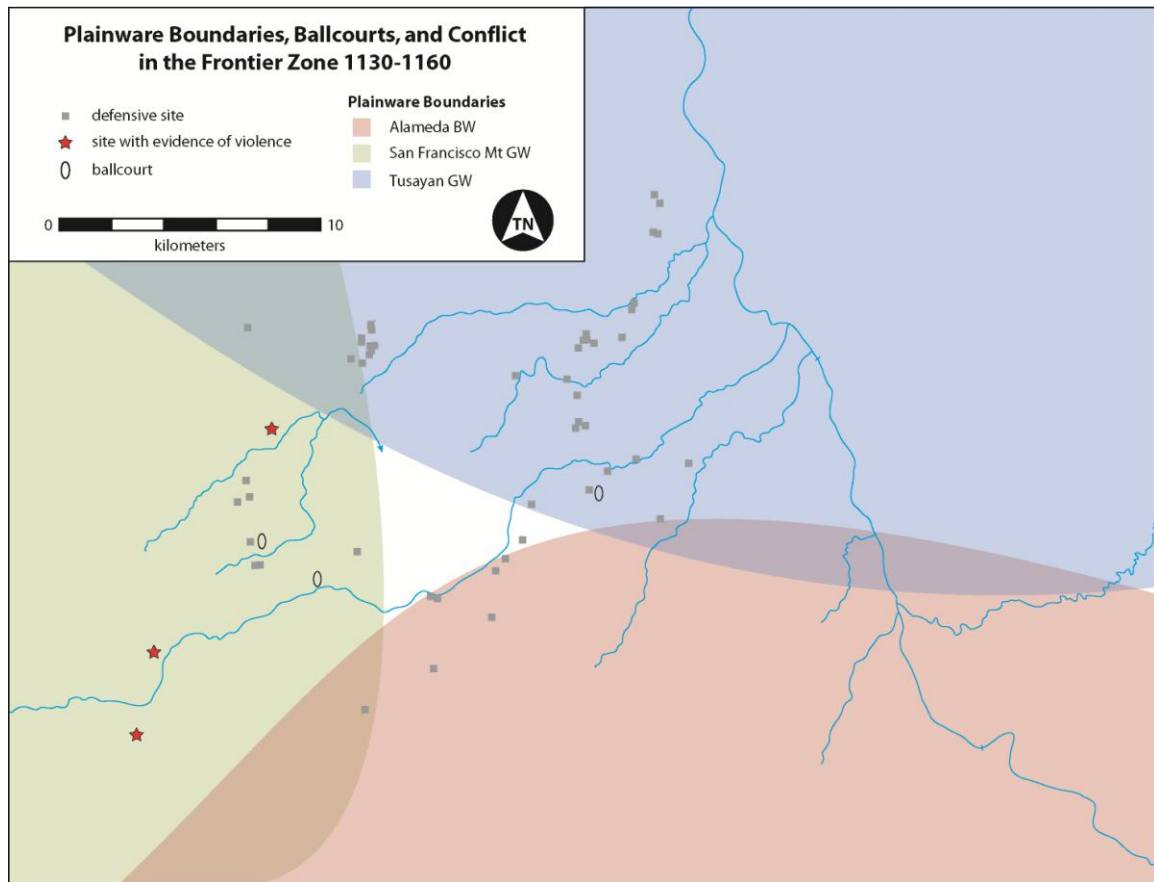 Plainware Boundaries, Ballcourts, and Conflict
in the Frontier Zone 1130-1160
defensive site
site with evidence of violence
ballcourt
Plainware Boundaries
Alameda BW
San Francisco Mt GW
Tusayan GW
0 10
kilometers
TN